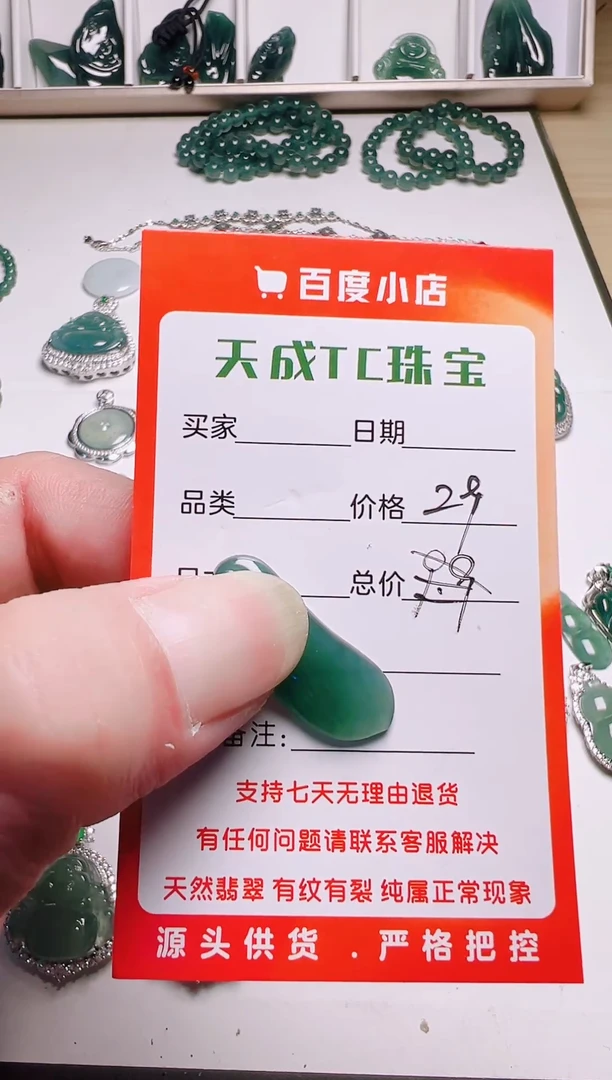 百度小店
天成TC珠宝
买家 日期
品类 价格 29
总价
备注:
支持七天无理由退货
有任何问题请联系客服解决
天然翡翠 有纹有裂 纯属正常现象
源头供货 . 严格把控